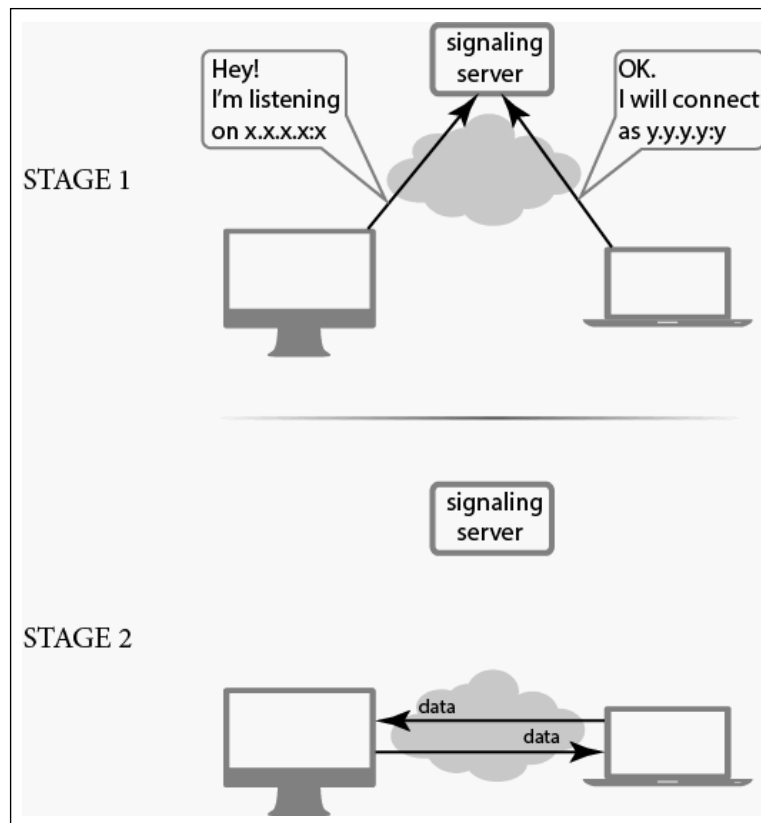 signaling
server
Hey!
I'm listening
on x.x.x.x:x
OK.
I will connect
as y.y.y.y:y
STAGE 1
signaling
server
STAGE 2
data
data